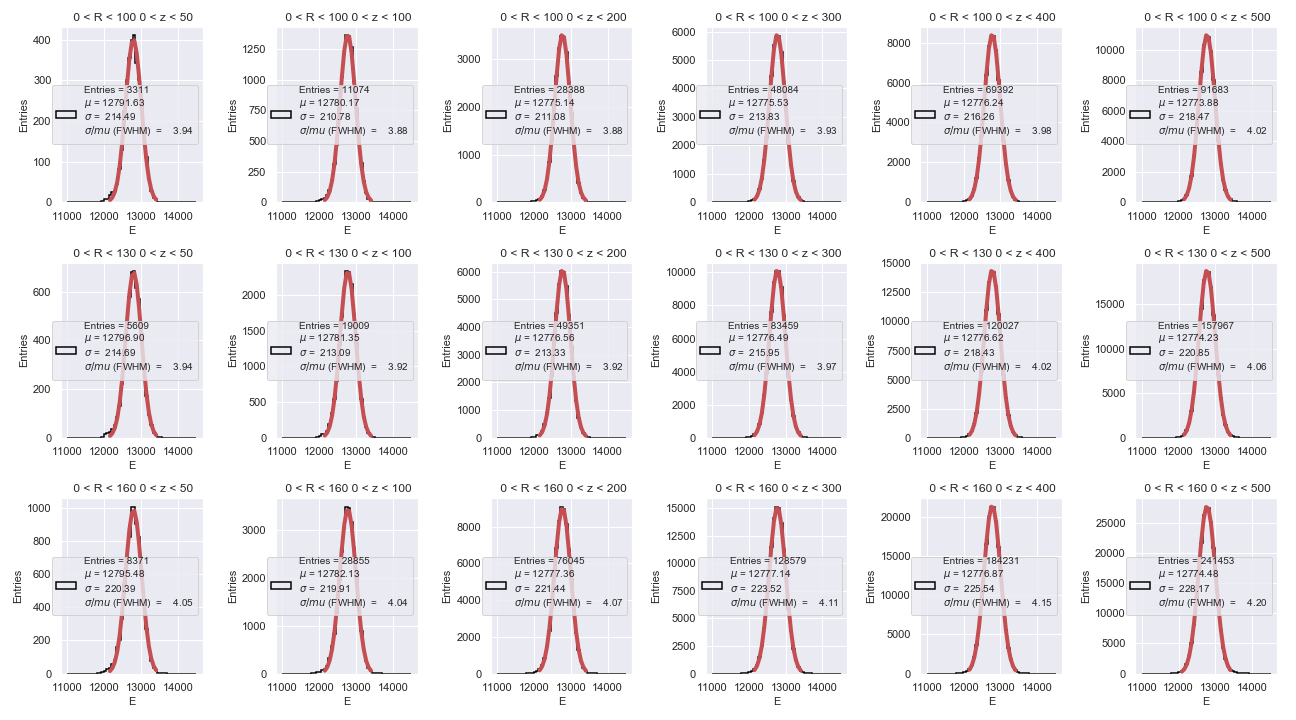 0 < R < 100 0 < z < 50
Entries
400
300
200
100
0
Entries = 3311
μ = 12791.63
σ = 214.49
σ/mu (FWHM) = 3.94
11000 12000 13000 14000
E
0 < R < 100 0 < z < 100
Entries
1250
1000
750
500
250
0
Entries = 11074
μ = 12780.17
σ = 210.78
σ/mu (FWHM) = 3.88
11000 12000 13000 14000
E
0 < R < 100 0 < z < 200
Entries
3000
2000
1000
0
Entries = 28388
μ = 12775.14
σ = 211.08
σ/mu (FWHM) = 3.88
11000 12000 13000 14000
E
0 < R < 100 0 < z < 300
Entries
6000
5000
4000
3000
2000
1000
0
Entries = 48084
μ = 12775.53
σ = 213.83
σ/mu (FWHM) = 3.93
11000 12000 13000 14000
E
0 < R < 100 0 < z < 400
Entries
8000
6000
4000
2000
0
Entries = 69392
μ = 12776.24
σ = 216.26
σ/mu (FWHM) = 3.98
11000 12000 13000 14000
E
0 < R < 100 0 < z < 500
Entries
10000
8000
6000
4000
2000
0
Entries = 91683
μ = 12773.88
σ = 218.47
σ/mu (FWHM) = 4.02
11000 12000 13000 14000
E
0 < R < 130 0 < z < 50
Entries
600
400
200
0
Entries = 5609
μ = 12796.90
σ = 214.69
σ/mu (FWHM) = 3.94
11000 12000 13000 14000
E
0 < R < 130 0 < z < 100
Entries
2000
1500
1000
500
0
Entries = 19009
μ = 12781.35
σ = 213.09
σ/mu (FWHM) = 3.92
11000 12000 13000 14000
E
0 < R < 130 0 < z < 200
Entries
6000
5000
4000
3000
2000
1000
0
Entries = 49351
μ = 12776.56
σ = 213.33
σ/mu (FWHM) = 3.92
11000 12000 13000 14000
E
0 < R < 130 0 < z < 300
Entries
10000
8000
6000
4000
2000
0
Entries = 83459
μ = 12776.49
σ = 215.95
σ/mu (FWHM) = 3.97
11000 12000 13000 14000
E
0 < R < 130 0 < z < 400
Entries
15000
12500
10000
7500
5000
2500
0
Entries = 120027
μ = 12776.62
σ = 218.43
σ/mu (FWHM) = 4.02
11000 12000 13000 14000
E
0 < R < 130 0 < z < 500
Entries
15000
10000
5000
0
Entries = 157967
μ = 12774.23
σ = 220.85
σ/mu (FWHM) = 4.06
11000 12000 13000 14000
E
0 < R < 160 0 < z < 50
Entries
1000
800
600
400
200
0
Entries = 8371
μ = 12795.48
σ = 220.39
σ/mu (FWHM) = 4.05
11000 12000 13000 14000
E
0 < R < 160 0 < z < 100
Entries
3000
2000
1000
0
Entries = 28855
μ = 12782.13
σ = 219.91
σ/mu (FWHM) = 4.04
11000 12000 13000 14000
E
0 < R < 160 0 < z < 200
Entries
8000
6000
4000
2000
0
Entries = 76045
μ = 12777.36
σ = 221.44
σ/mu (FWHM) = 4.07
11000 12000 13000 14000
E
0 < R < 160 0 < z < 300
Entries
15000
12500
10000
7500
5000
2500
0
Entries = 128579
μ = 12777.14
σ = 223.52
σ/mu (FWHM) = 4.11
11000 12000 13000 14000
E
0 < R < 160 0 < z < 400
Entries
20000
15000
10000
5000
0
Entries = 184231
μ = 12776.87
σ = 225.54
σ/mu (FWHM) = 4.15
11000 12000 13000 14000
E
0 < R < 160 0 < z < 500
Entries
25000
20000
15000
10000
5000
0
Entries = 241453
μ = 12774.48
σ = 228.17
σ/mu (FWHM) = 4.20
11000 12000 13000 14000
E